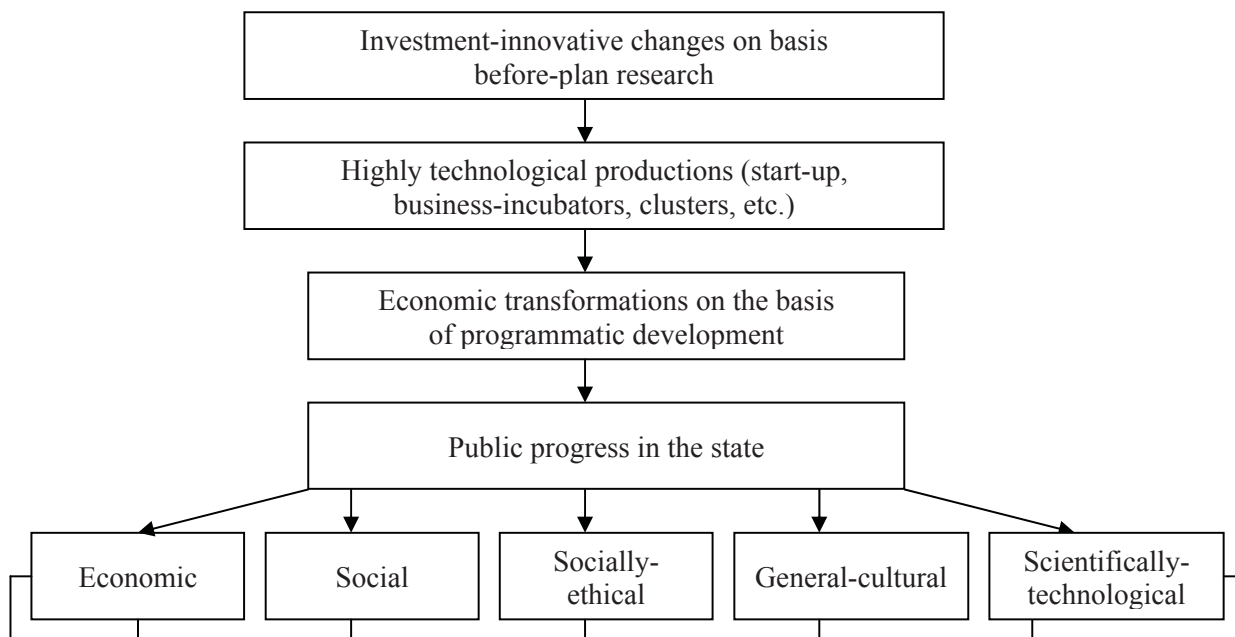 Investment-innovative changes on basis
before-plan research
Highly technological productions (start-up,
business-incubators, clusters, etc.)
Economic transformations on the basis
of programmatic development
Public progress in the state
Economic
Social
Socially-
ethical
General-cultural
Scientifically-
technological